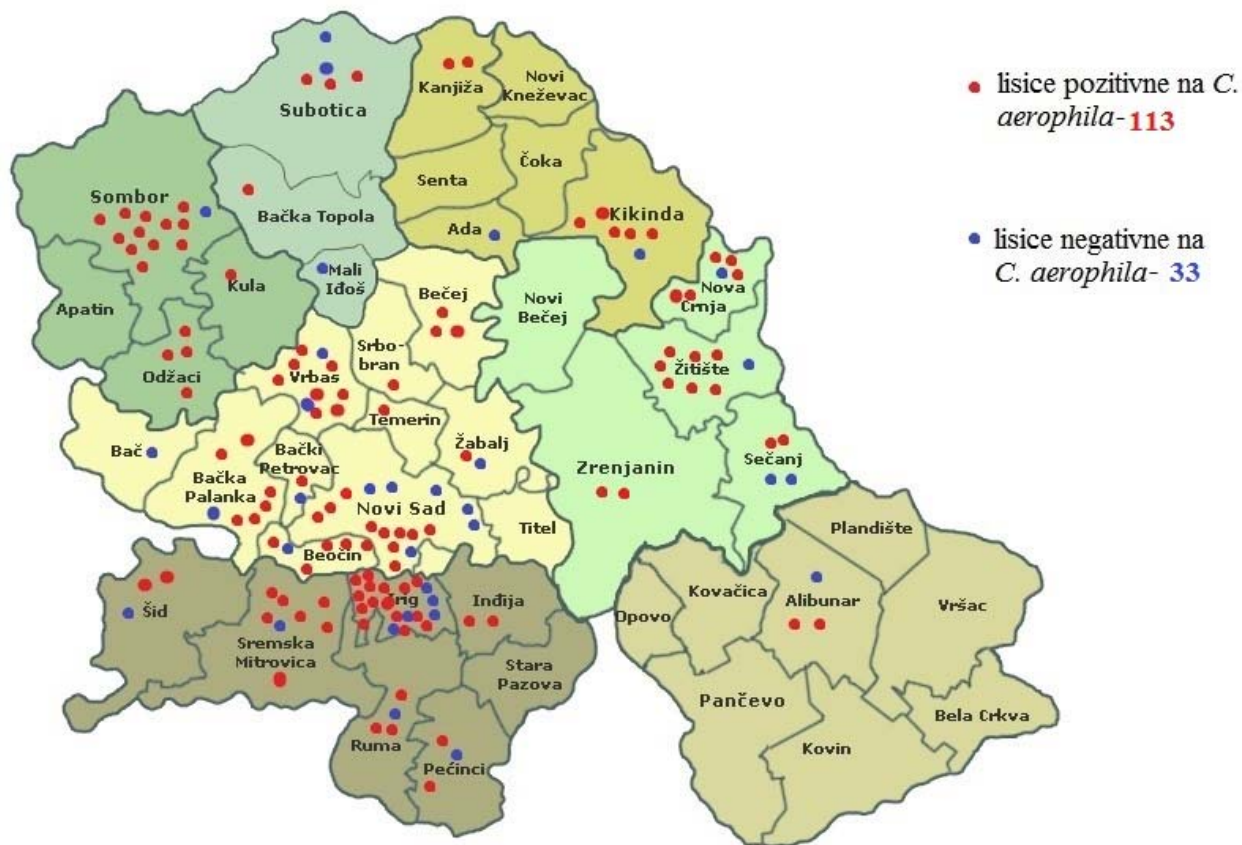 Subotica
Kanjiža
Novi
Kneževac
Čoka
Senta
Sombor
Bačka Topola
Ada
Kikinda
Mali
Iđoš
Kula
Apatin
Bečej
Novi
Bečej
Nova
Crnja
Srbo-
bran
Odžaci
Vrbas
Žitište
Temerin
Bač
Bački
Petrovac
Žabalj
Bačka
Palanka
Zrenjanin
Sečanj
Novi Sad
Titel
Beočin
Plandište
Šid
Irig
Inđija
Kovačica
Opovo
Alibunar
Vršac
Sremska
Mitrovica
Stara
Pazova
Pančevo
Bela Crkva
Ruma
Pećinci
Kovin
lisice pozitivne na C.
aerophila- 113
lisice negativne na
C. aerophila- 33